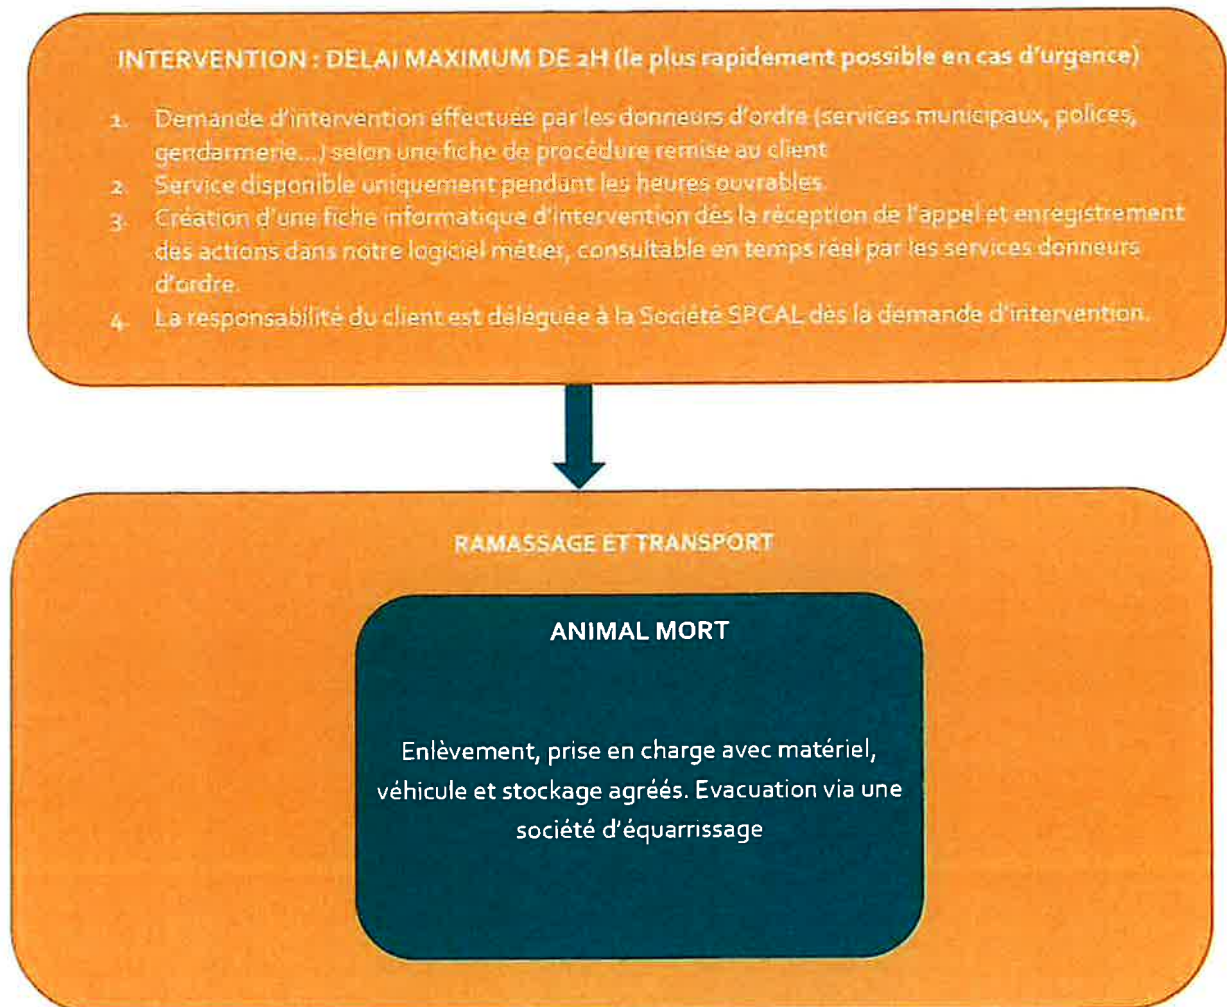 INTERVENTION : DELAI MAXIMUM DE 2H (le plus rapidement possible en cas d'urgence)
1. Demande d'intervention effectuée par les donneurs d'ordre (services municipaux, polices,
gendarmerie...) selon une fiche de procédure remise au client
2. Service disponible uniquement pendant les heures ouvrables.
3. Création d'une fiche informatique d'intervention dès la réception de l'appel et enregistrement
des actions dans notre logiciel métier, consultable en temps réel par les services donneurs
d'ordre.
4. La responsabilité du client est déléguée à la Société SPCAL dès la demande d'intervention.
RAMASSAGE ET TRANSPORT
ANIMAL MORT
Enlèvement, prise en charge avec matériel,
véhicule et stockage agréés. Evacuation via une
société d'équarrissage